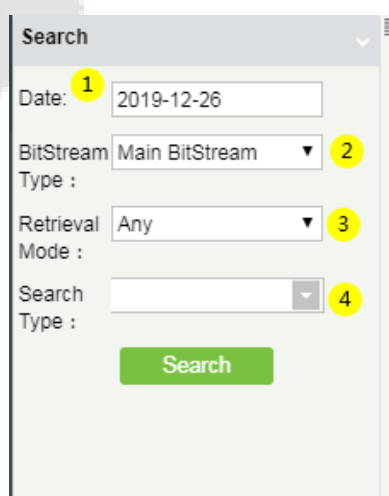 Search
Date: 1 2019-12-26
BitStream Main BitStream 2
Type :
Retrieval Any 3
Mode :
Search 4
Type :
Search